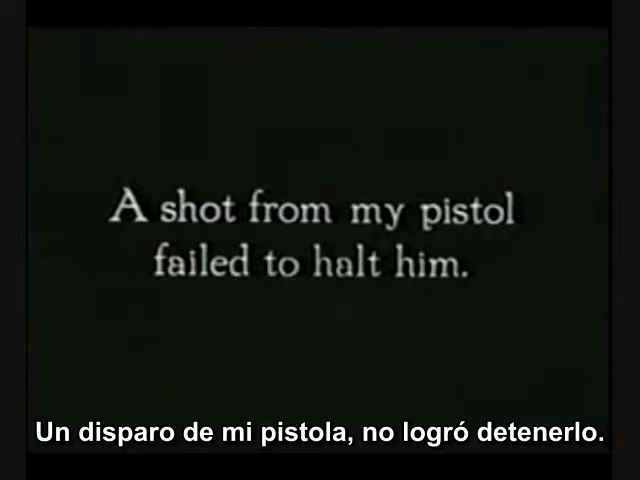 A shot from my pistol
failed to halt him.
Un disparo de mi pistola, no logró detenerlo.